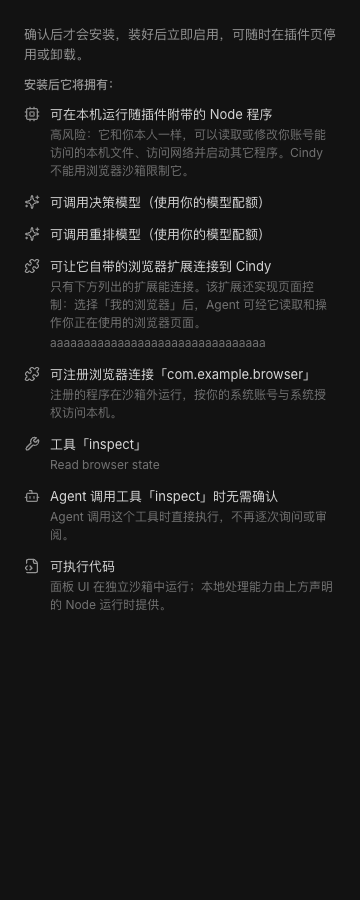 确认后才会安装，装好后立即启用，可随时在插件页停
用或卸载。
安装后它将拥有：
可在本机运行随插件附带的 Node 程序
高风险：它和你本人一样，可以读取或修改你账号能
访问的本机文件、访问网络并启动其它程序。Cindy
不能用浏览器沙箱限制它。
可调用决策模型（使用你的模型配额）
可调用重排模型（使用你的模型配额）
可让它自带的浏览器扩展连接到 Cindy
只有下方列出的扩展能连接。该扩展还实现页面控
制：选择「我的浏览器」后，Agent 可经它读取和操
作你正在使用的浏览器页面。
aaaaaaaaaaaaaaaaaaaaaaaaaaaaaaaa
可注册浏览器连接「com.example.browser」
注册的程序在沙箱外运行，按你的系统账号与系统授
权访问本机。
工具「inspect」
Read browser state
Agent 调用工具「inspect」时无需确认
Agent 调用这个工具时直接执行，不再逐次询问或审
阅。
可执行代码
面板 UI 在独立沙箱中运行；本地处理能力由上方声明
的 Node 运行时提供。